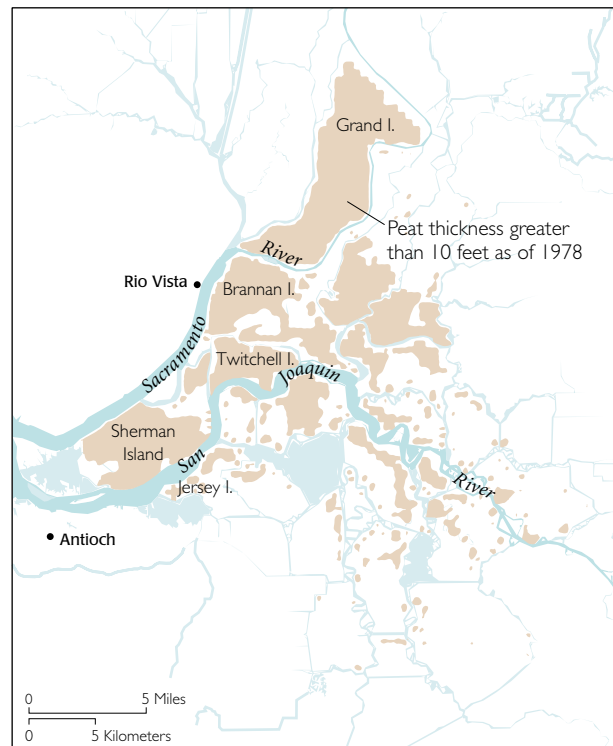 Grand I.
Peat thickness greater
than 10 feet as of 1978
River
Rio Vista
Brannan I.
Sacramento
Twitchell I.
Joaquin
Sherman
Island
San
Jersey I.
River
Antioch
0 5 Miles
0 5 Kilometers